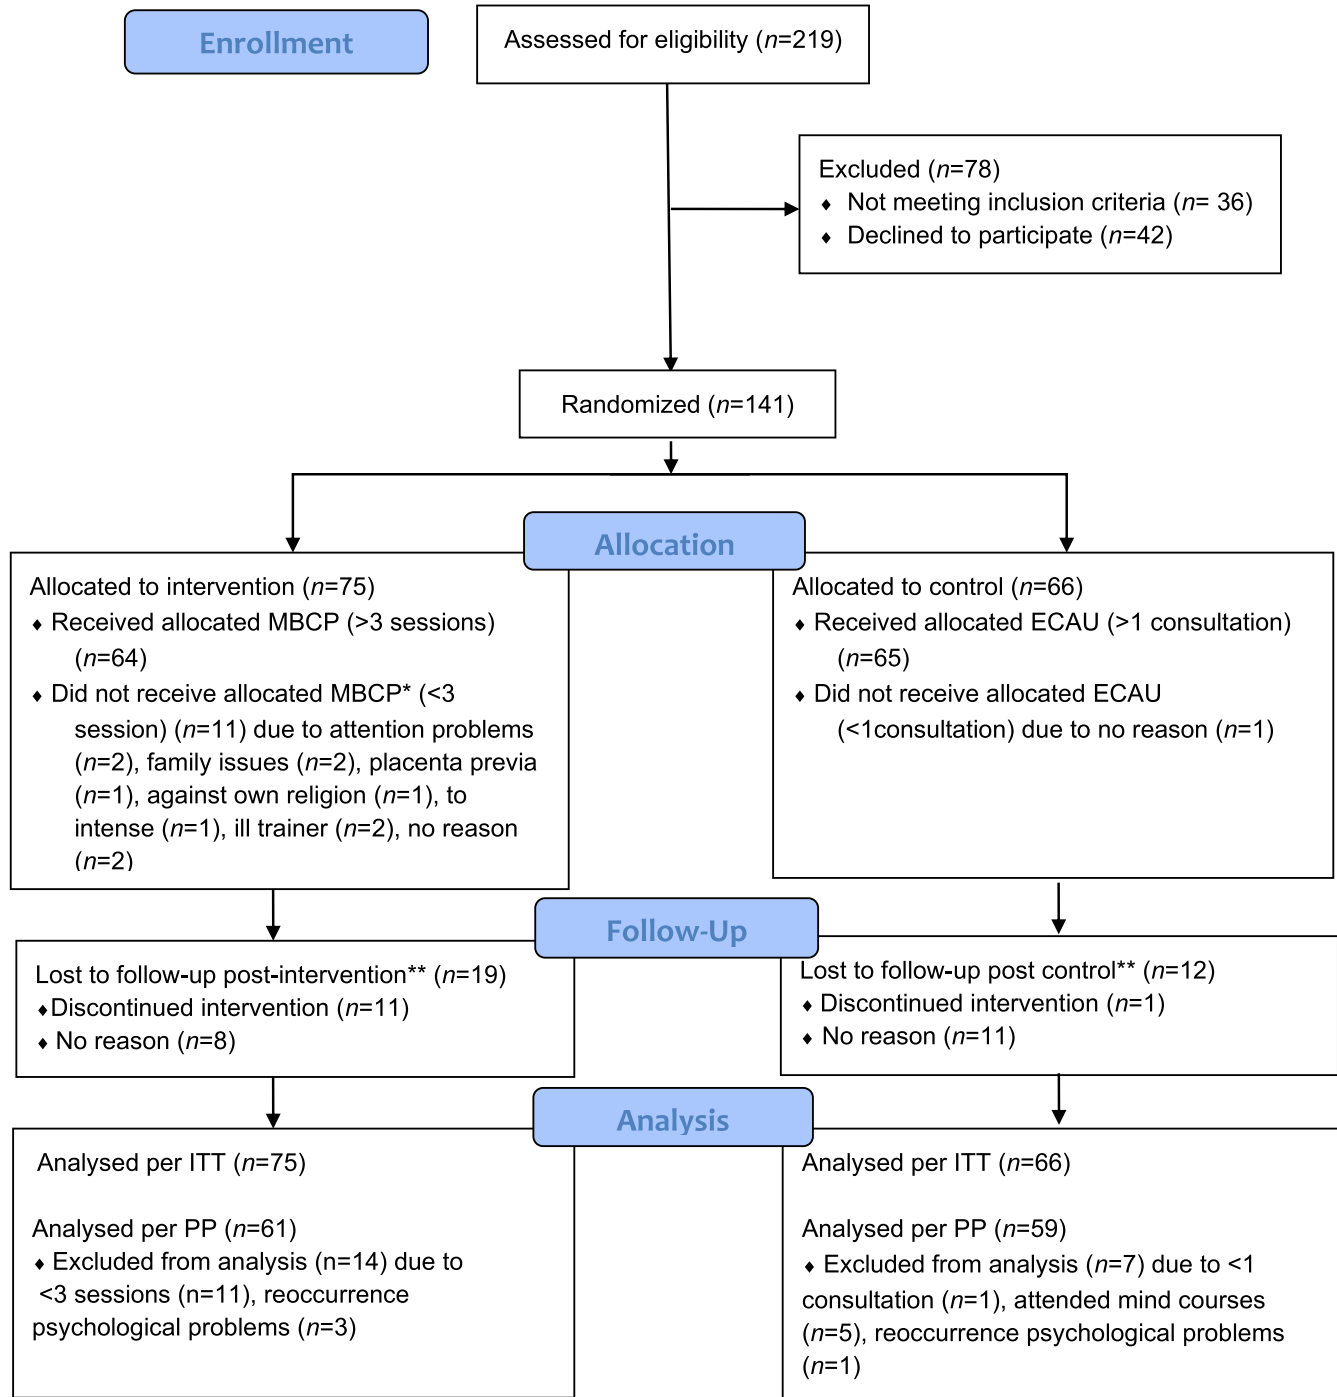 Enrollment
Assessed for eligibility (n=219)
Excluded (n=78)
♦ Not meeting inclusion criteria (n= 36)
♦ Declined to participate (n=42)
Randomized (n=141)
Allocation
Allocated to intervention (n=75)
♦ Received allocated MBCP (>3 sessions)
(n=64)
♦ Did not receive allocated MBCP* (<3
session) (n=11) due to attention problems
(n=2), family issues (n=2), placenta previa
(n=1), against own religion (n=1), to
intense (n=1), ill trainer (n=2), no reason
(n=2)
Allocated to control (n=66)
♦ Received allocated ECAU (>1 consultation)
(n=65)
♦ Did not receive allocated ECAU
(<1consultation) due to no reason (n=1)
Follow-Up
Lost to follow-up post-intervention** (n=19)
♦Discontinued intervention (n=11)
♦ No reason (n=8)
Lost to follow-up post control** (n=12)
♦ Discontinued intervention (n=1)
♦ No reason (n=11)
Analysis
Analysed per ITT (n=75)
Analysed per PP (n=61)
♦ Excluded from analysis (n=14) due to
<3 sessions (n=11), reoccurrence
psychological problems (n=3)
Analysed per ITT (n=66)
Analysed per PP (n=59)
♦ Excluded from analysis (n=7) due to <1
consultation (n=1), attended mind courses
(n=5), reoccurrence psychological problems
(n=1)